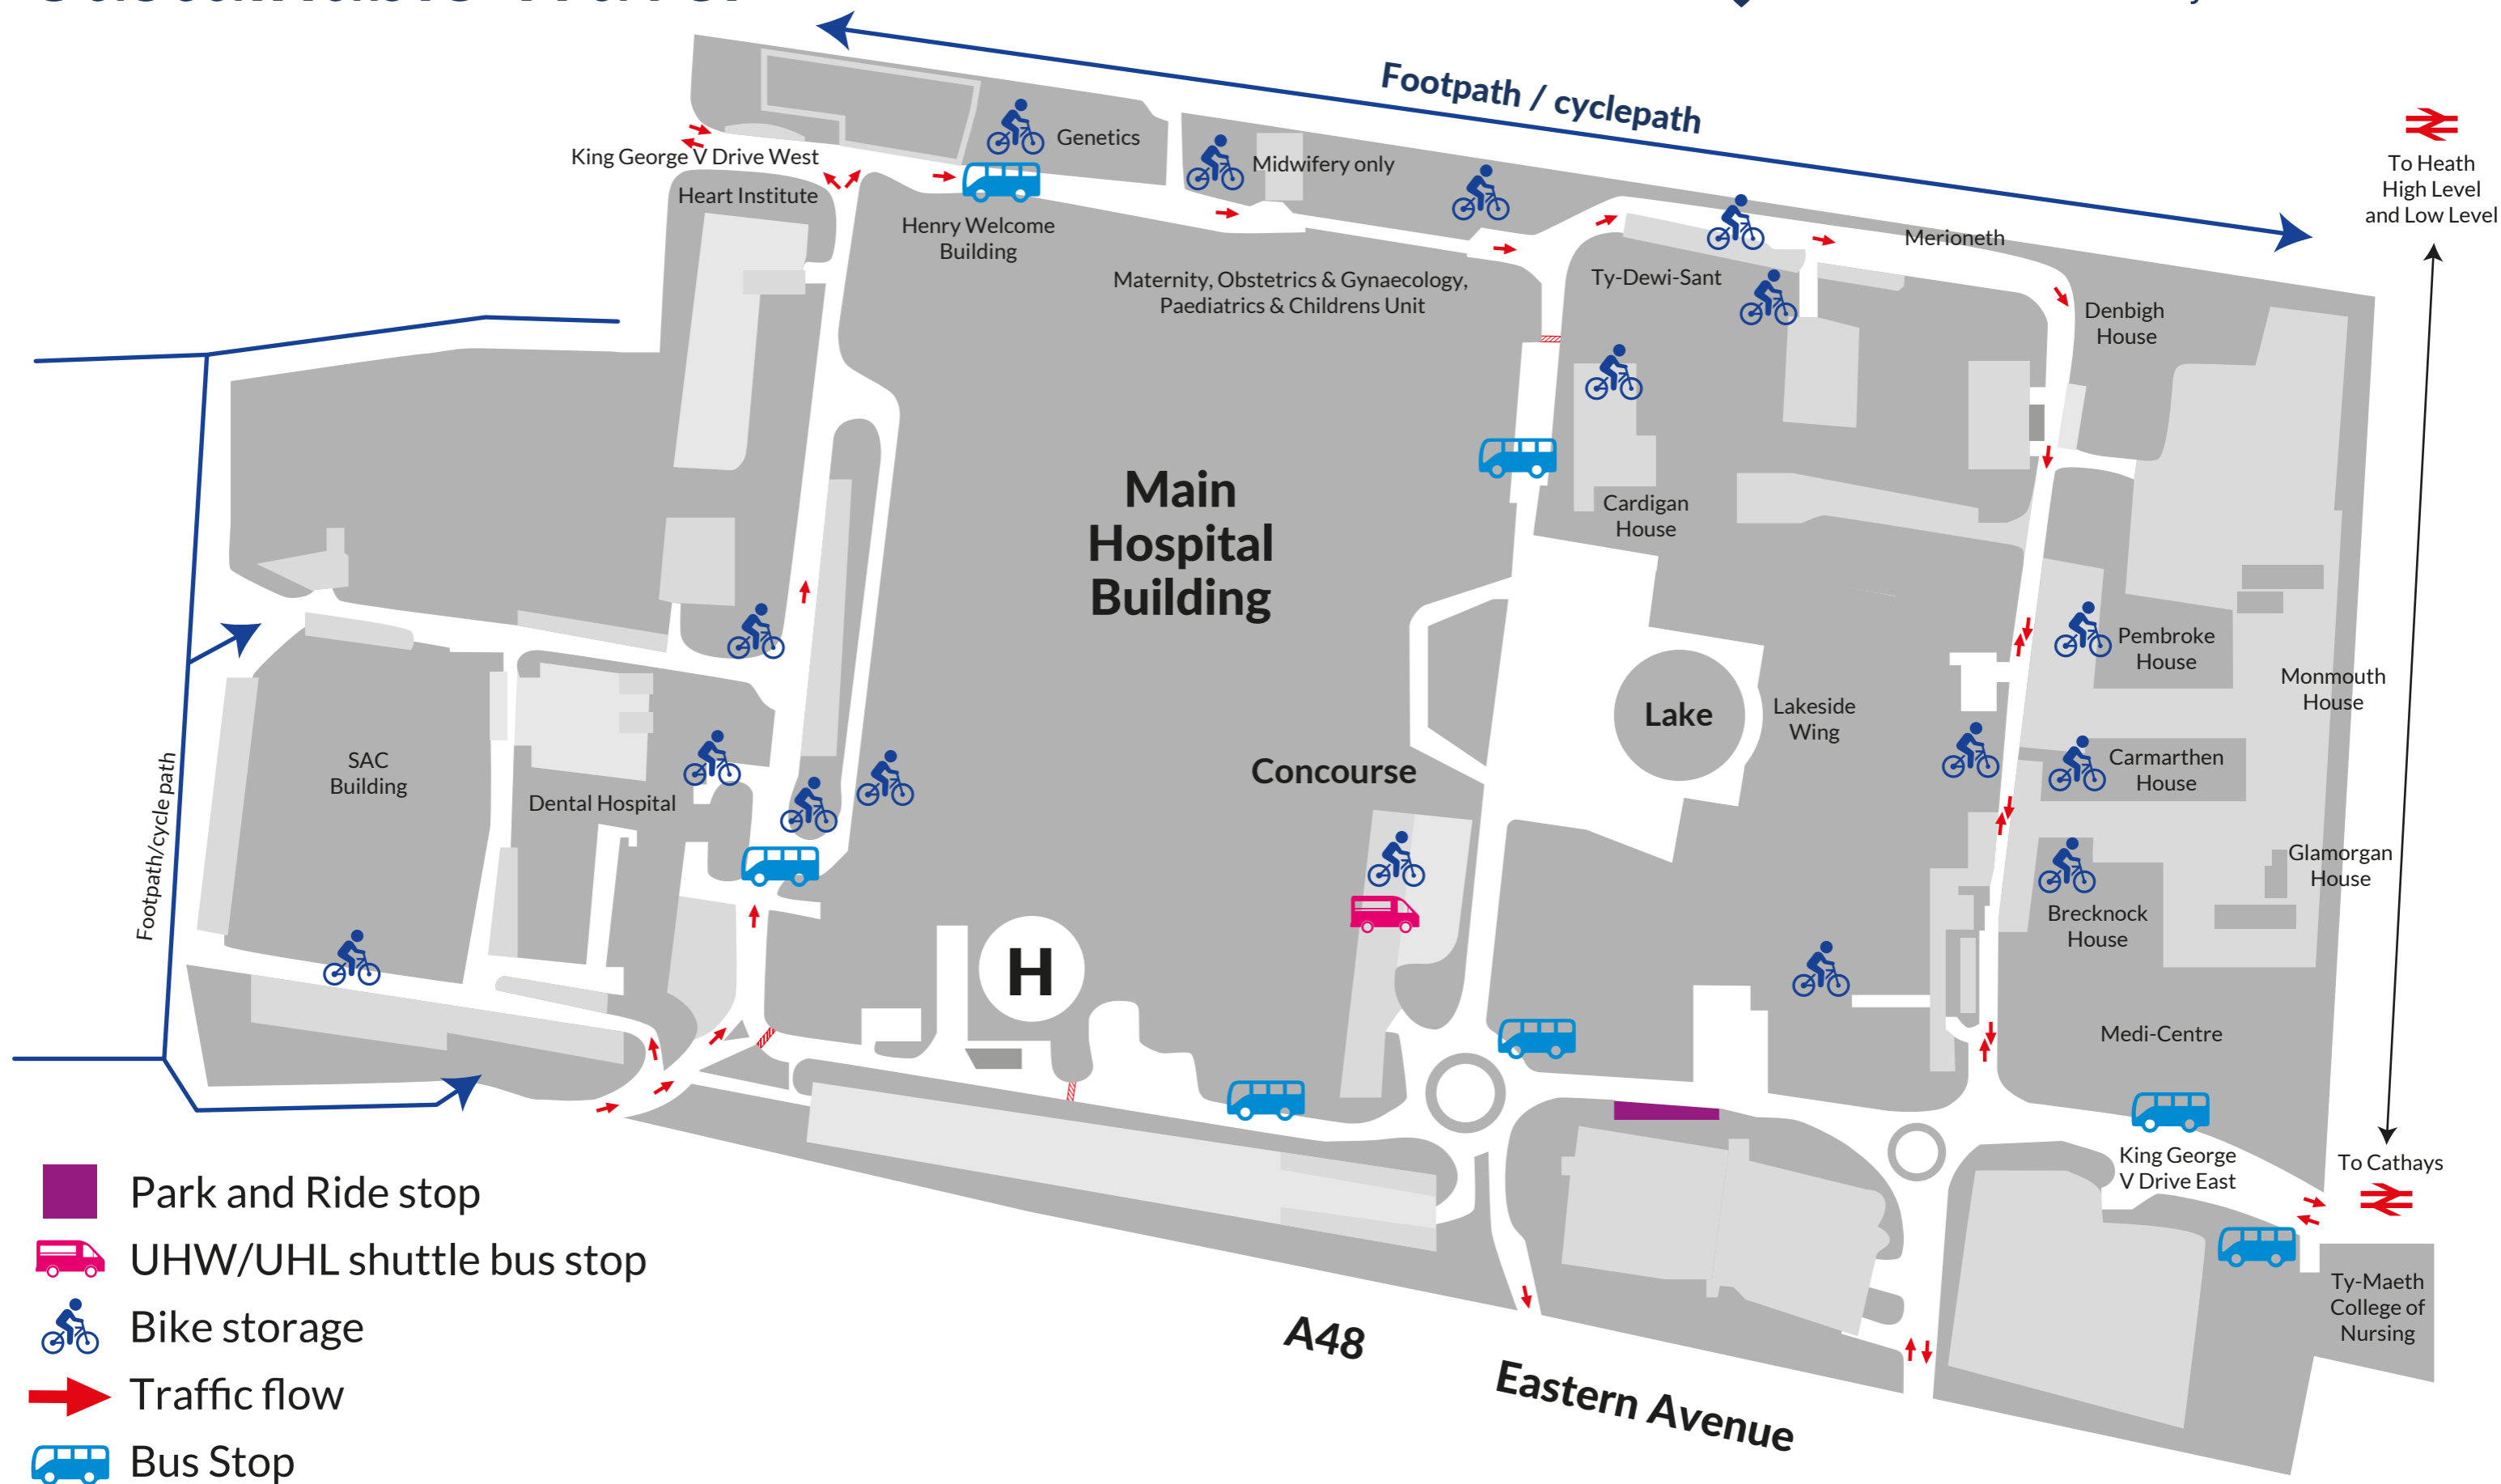 Footpath / cyclepath
To Heath
High Level
and Low Level
Genetics
King George V Drive West
Midwifery only
Heart Institute
Henry Welcome
Building
Merioneth
Maternity, Obstetrics & Gynaecology,
Paediatrics & Childrens Unit
Ty-Dewi-Sant
Denbigh
House
Main
Hospital
Building
Cardigan
House
Pembroke
House
Monmouth
House
Lake
Lakeside
Wing
SAC
Building
Concourse
Carmarthen
House
Dental Hospital
Footpath/cycle path
Glamorgan
House
Brecknock
House
H
Medi-Centre
King George
V Drive East
To Cathays
Ty-Maeth
College of
Nursing
A48
Eastern Avenue
Park and Ride stop
UHW/UHL shuttle bus stop
Bike storage
Traffic flow
Bus Stop